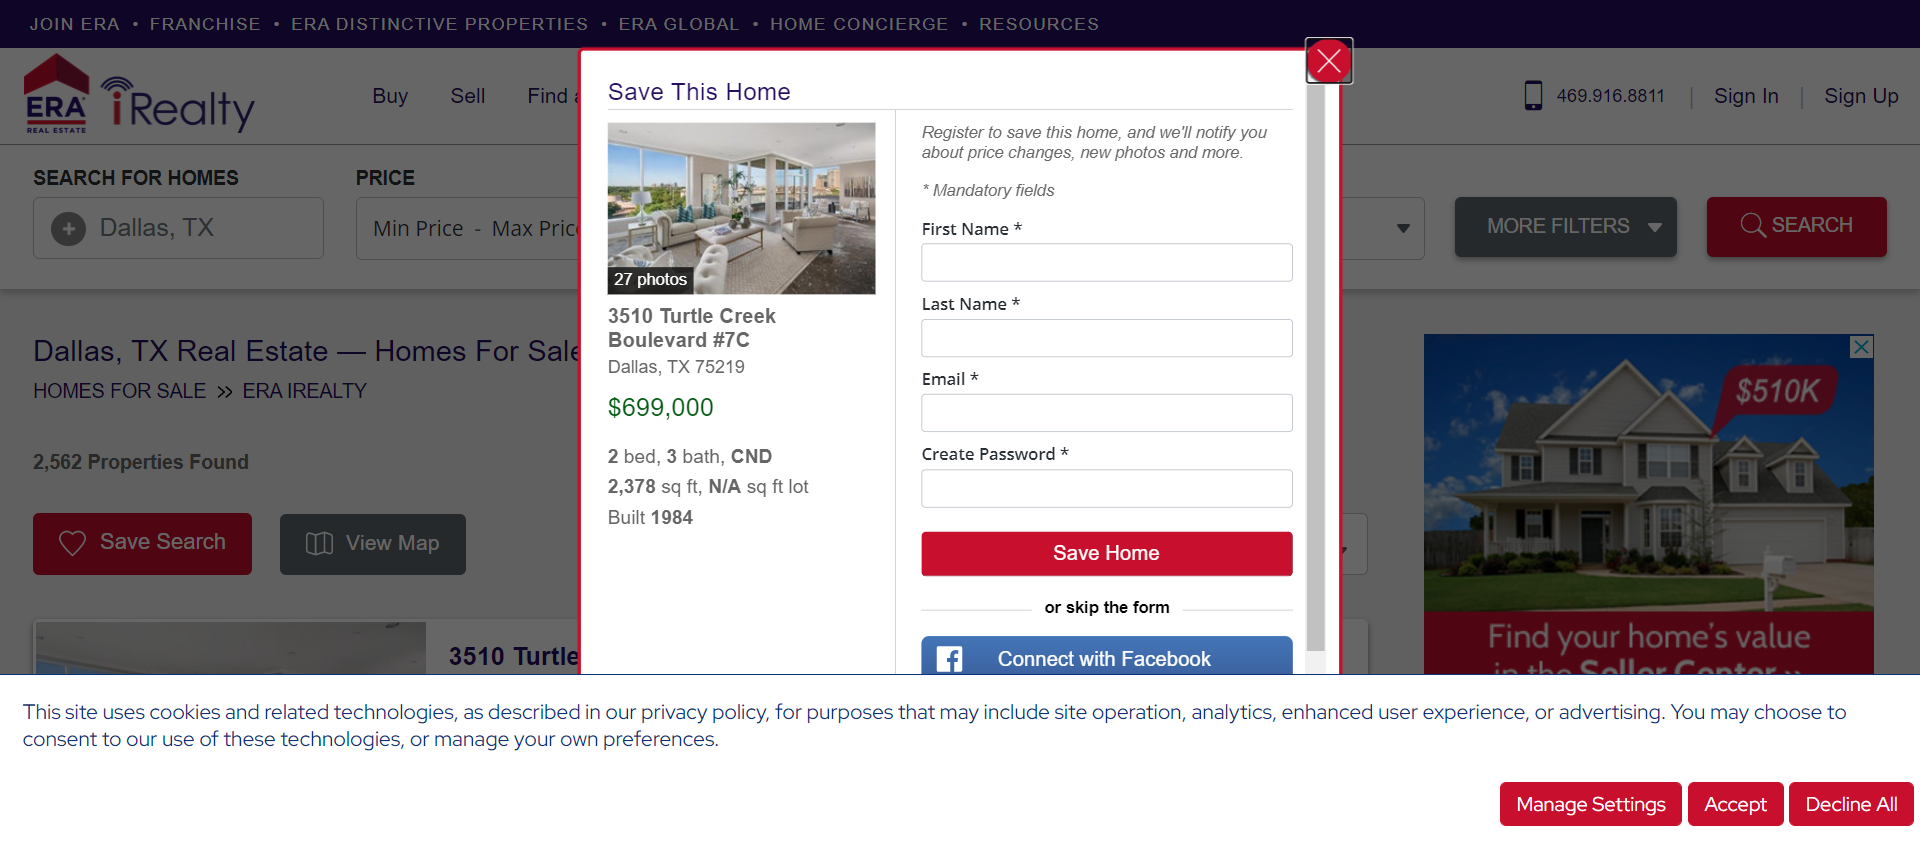 JOIN ERA • FRANCHISE • ERA DISTINCTIVE PROPERTIES • ERA GLOBAL • HOME CONCIERGE • RESOURCES
ERA
REAL ESTATE
iRealty
Buy
Sell
Find a
469.916.8811
Sign In
Sign Up
SEARCH FOR HOMES
Dallas, TX
PRICE
Min Price - Max Pric
MORE FILTERS
SEARCH
Dallas, TX Real Estate — Homes For Sale
HOMES FOR SALE » ERA IREALTY
2,562 Properties Found
Save Search
View Map
3510 Turtle
Save This Home
27 photos
3510 Turtle Creek
Boulevard #7C
Dallas, TX 75219
$699,000
2 bed, 3 bath, CND
2,378 sq ft, N/A sq ft lot
Built 1984
Register to save this home, and we'll notify you
about price changes, new photos and more.
* Mandatory fields
First Name *
Last Name *
Email *
Create Password *
Save Home
or skip the form
Connect with Facebook
$510K
Find your home's value
in the Seller Center »
This site uses cookies and related technologies, as described in our privacy policy, for purposes that may include site operation, analytics, enhanced user experience, or advertising. You may choose to
consent to our use of these technologies, or manage your own preferences.
Manage Settings
Accept
Decline All